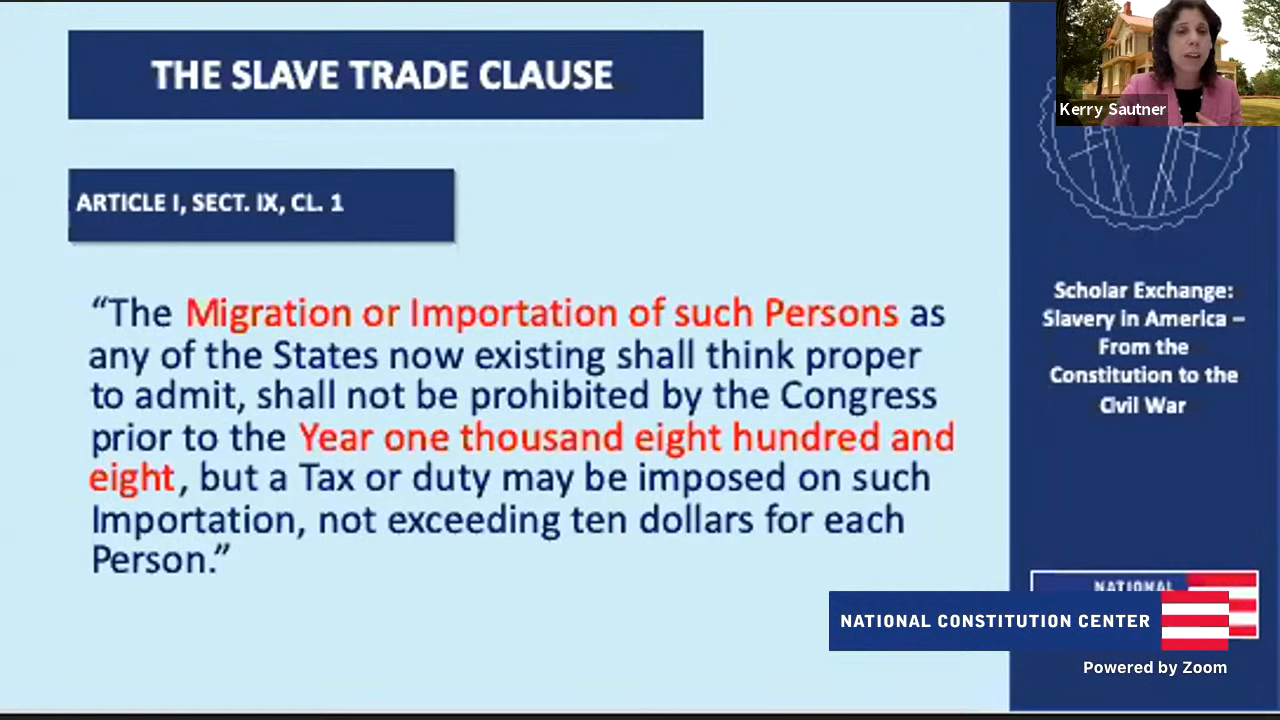 THE SLAVE TRADE CLAUSE
ARTICLE I, SECT. IX, CL. 1
“The Migration or Importation of such Persons as
any of the States now existing shall think proper
to admit, shall not be prohibited by the Congress
prior to the Year one thousand eight hundred and
eight, but a Tax or duty may be imposed on such
Importation, not exceeding ten dollars for each
Person.”
Kerry Sautner
Scholar Exchange:
Slavery in America –
From the
Constitution to the
Civil War
NATIONAL
NATIONAL CONSTITUTION CENTER
Powered by Zoom